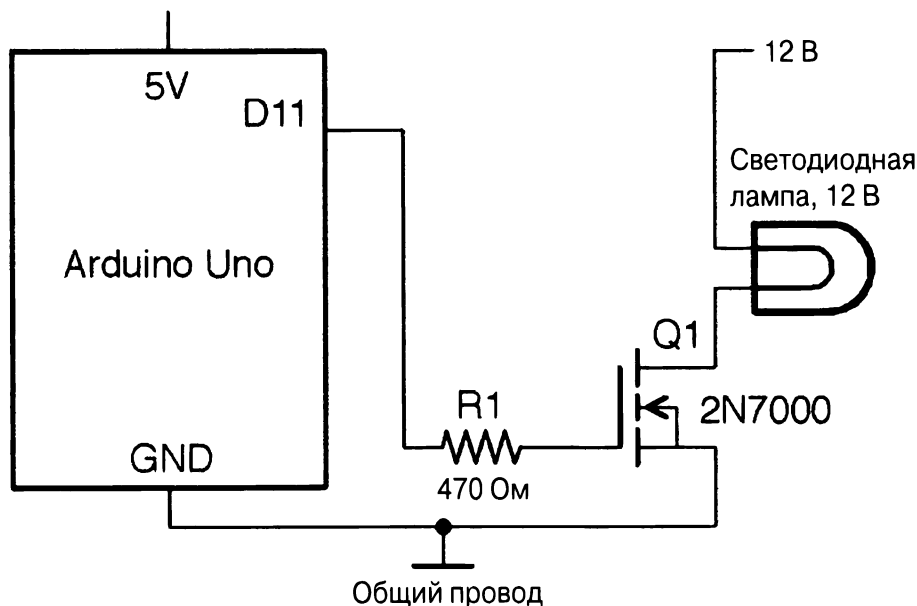 5V
D11
12 В
Светодиодная
лампа, 12 В
Arduino Uno
Q1
2N7000
R1
470 Ом
GND
Общий провод